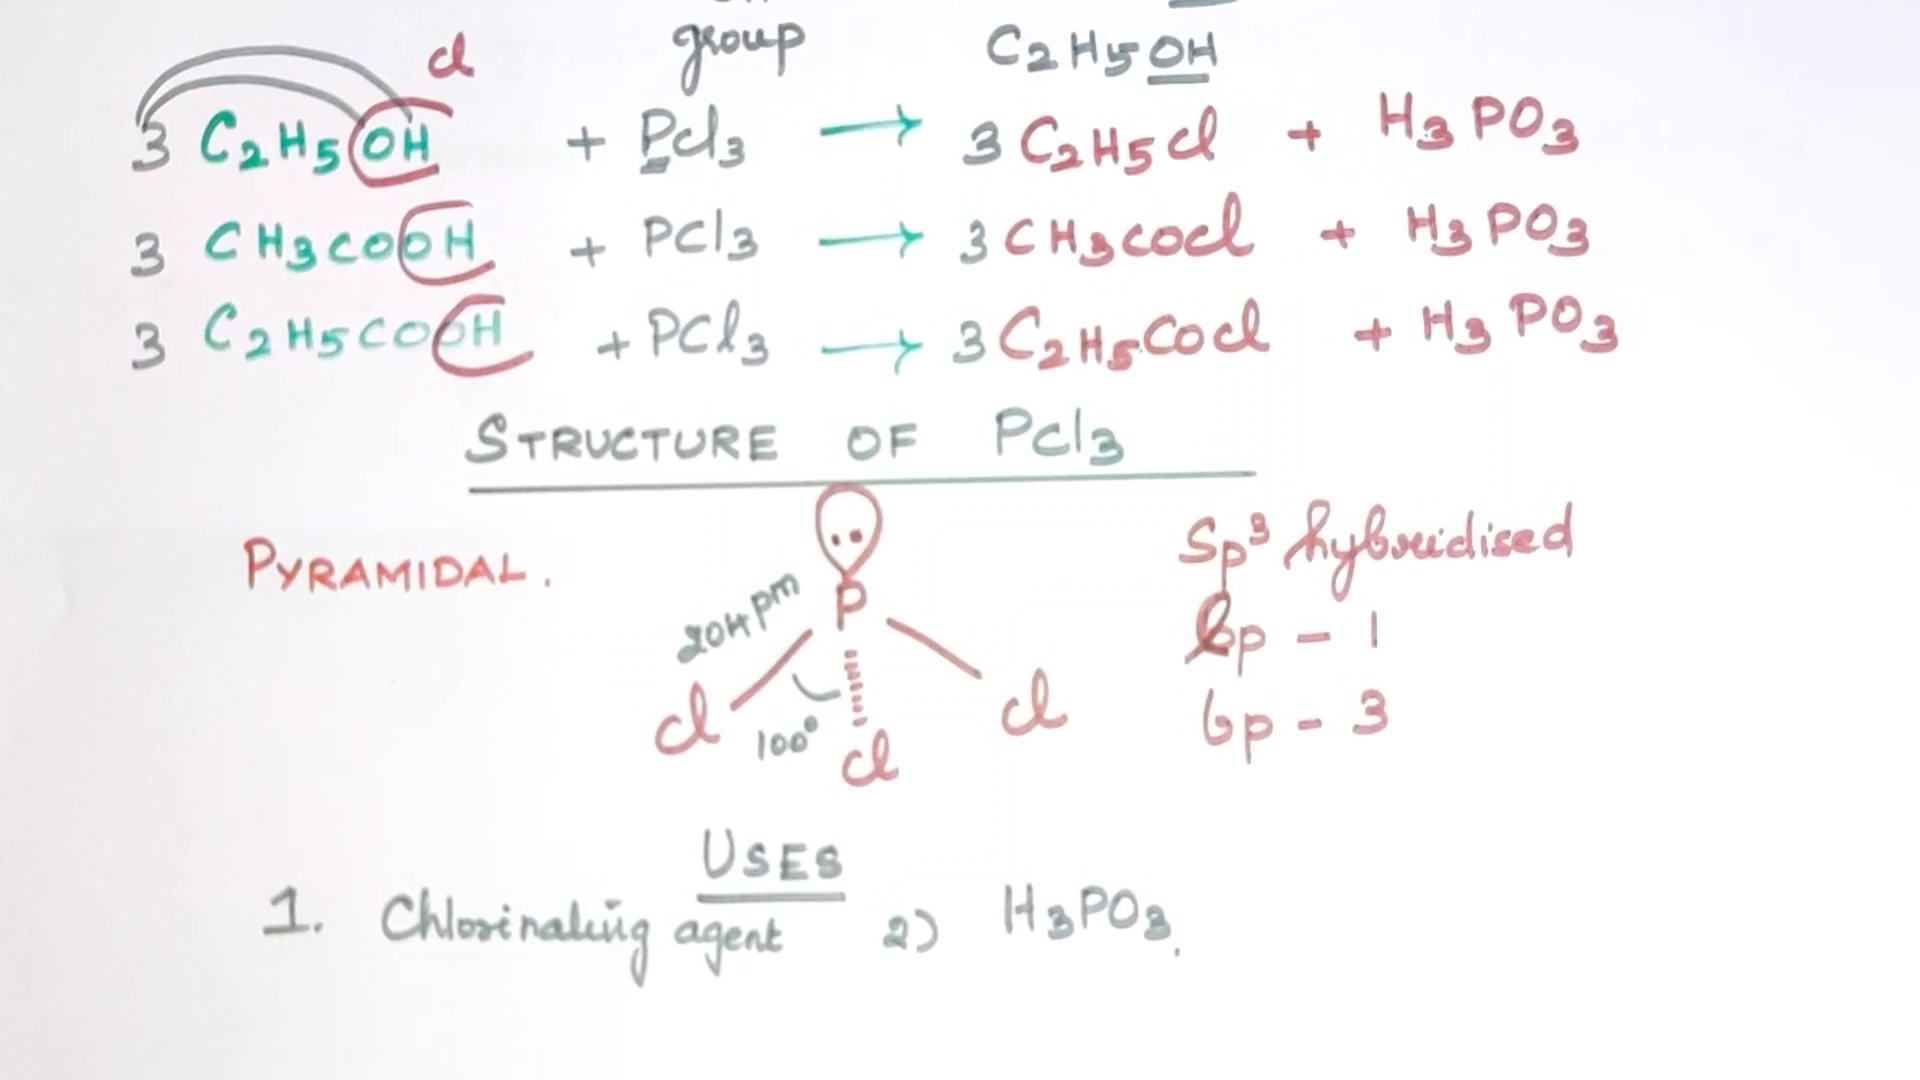 group C2H5OH
cl
3 C2H5OH + PCl3 → 3 C2H5Cl + H3PO3
3 CH3COOH + PCl3 → 3 CH3COCl + H3PO3
3 C2H5COOH + PCl3 → 3 C2H5COCl + H3PO3
STRUCTURE OF PCl3
PYRAMIDAL.
Sp3 hybridised
204 pm
P
lp - 1
bp - 3
Cl 100° Cl Cl
USES
1. Chlorinating agent 2) H3PO3.